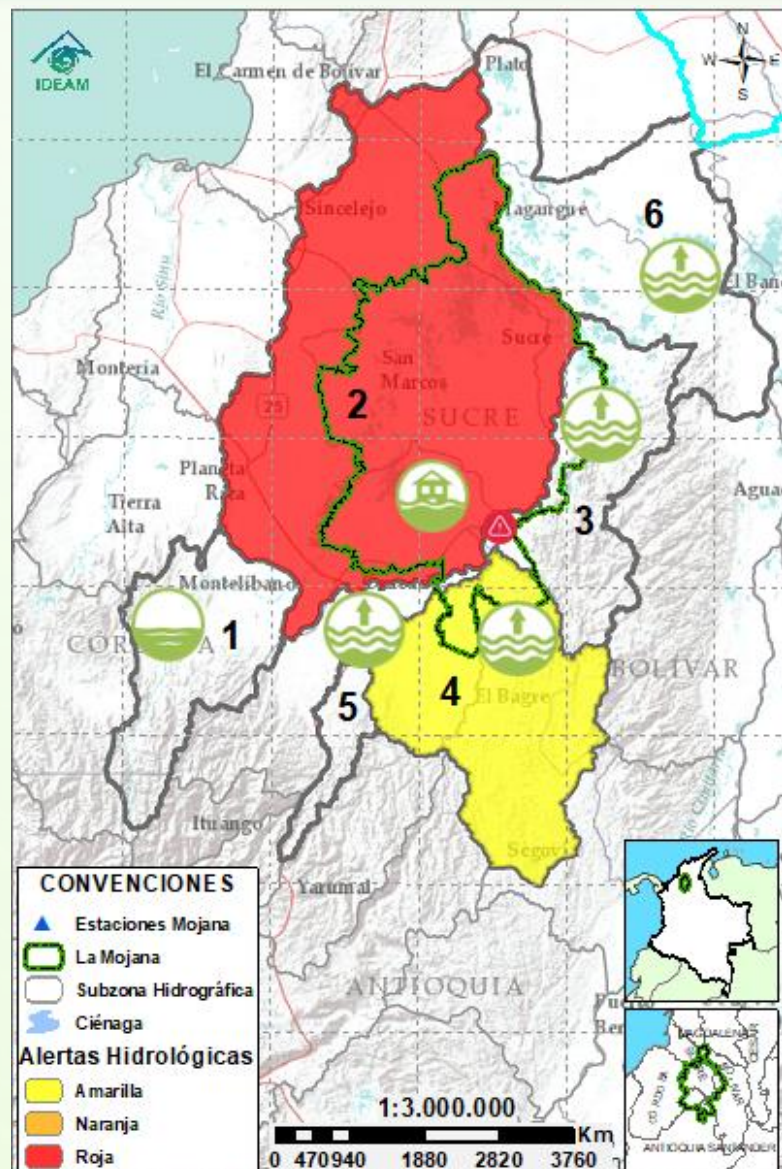 IDEAM
El Carmen de Bolívar
Plato
N
W E
S
Sincelejo
Magangué
6
El Banco
Río Sinú
Montería
San
Marcos
Sucre
2
SUCRE
25
Planeta
Rica
Tierra
Alta
Agua
3
Montelíbano
1
BOLÍVAR
4
El Bagre
5
Ituango
Segovia
Yarumal
ANTIOQUIA
CONVENCIONES
Estaciones Mojana
La Mojana
Subzona Hidrográfica
Ciénaga
Alertas Hidrológicas
Amarilla
Naranja
Roja
1:3.000.000
Km
0 470 940 1880 2820 3760
MAGDALENA
ANTIOQUIA SANTANDER